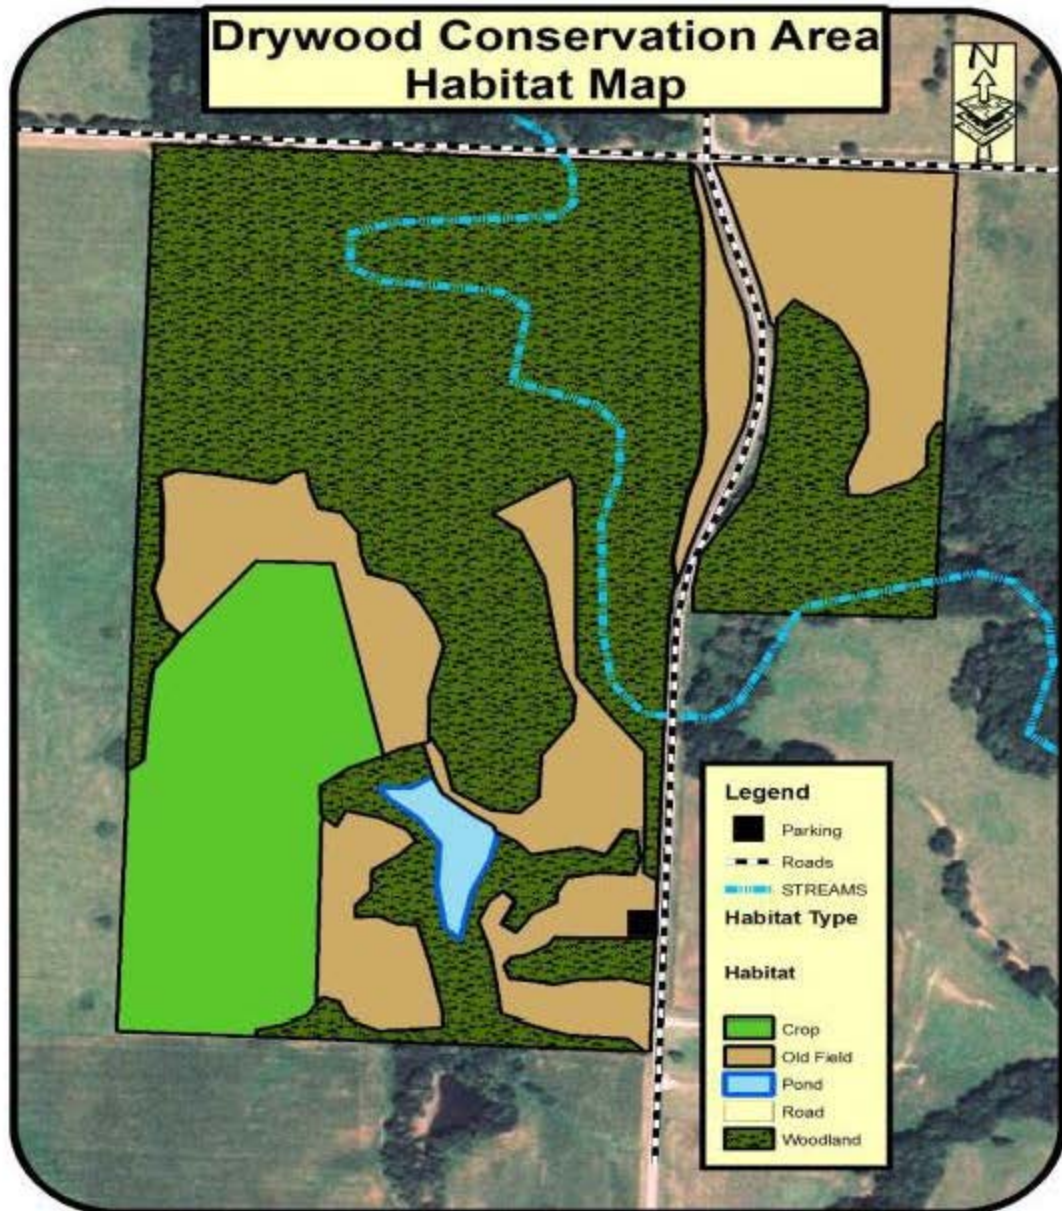 Drywood Conservation Area
Habitat Map
N
Legend
Parking
Roads
STREAMS
Habitat Type
Habitat
Crop
Old Field
Pond
Road
Woodland